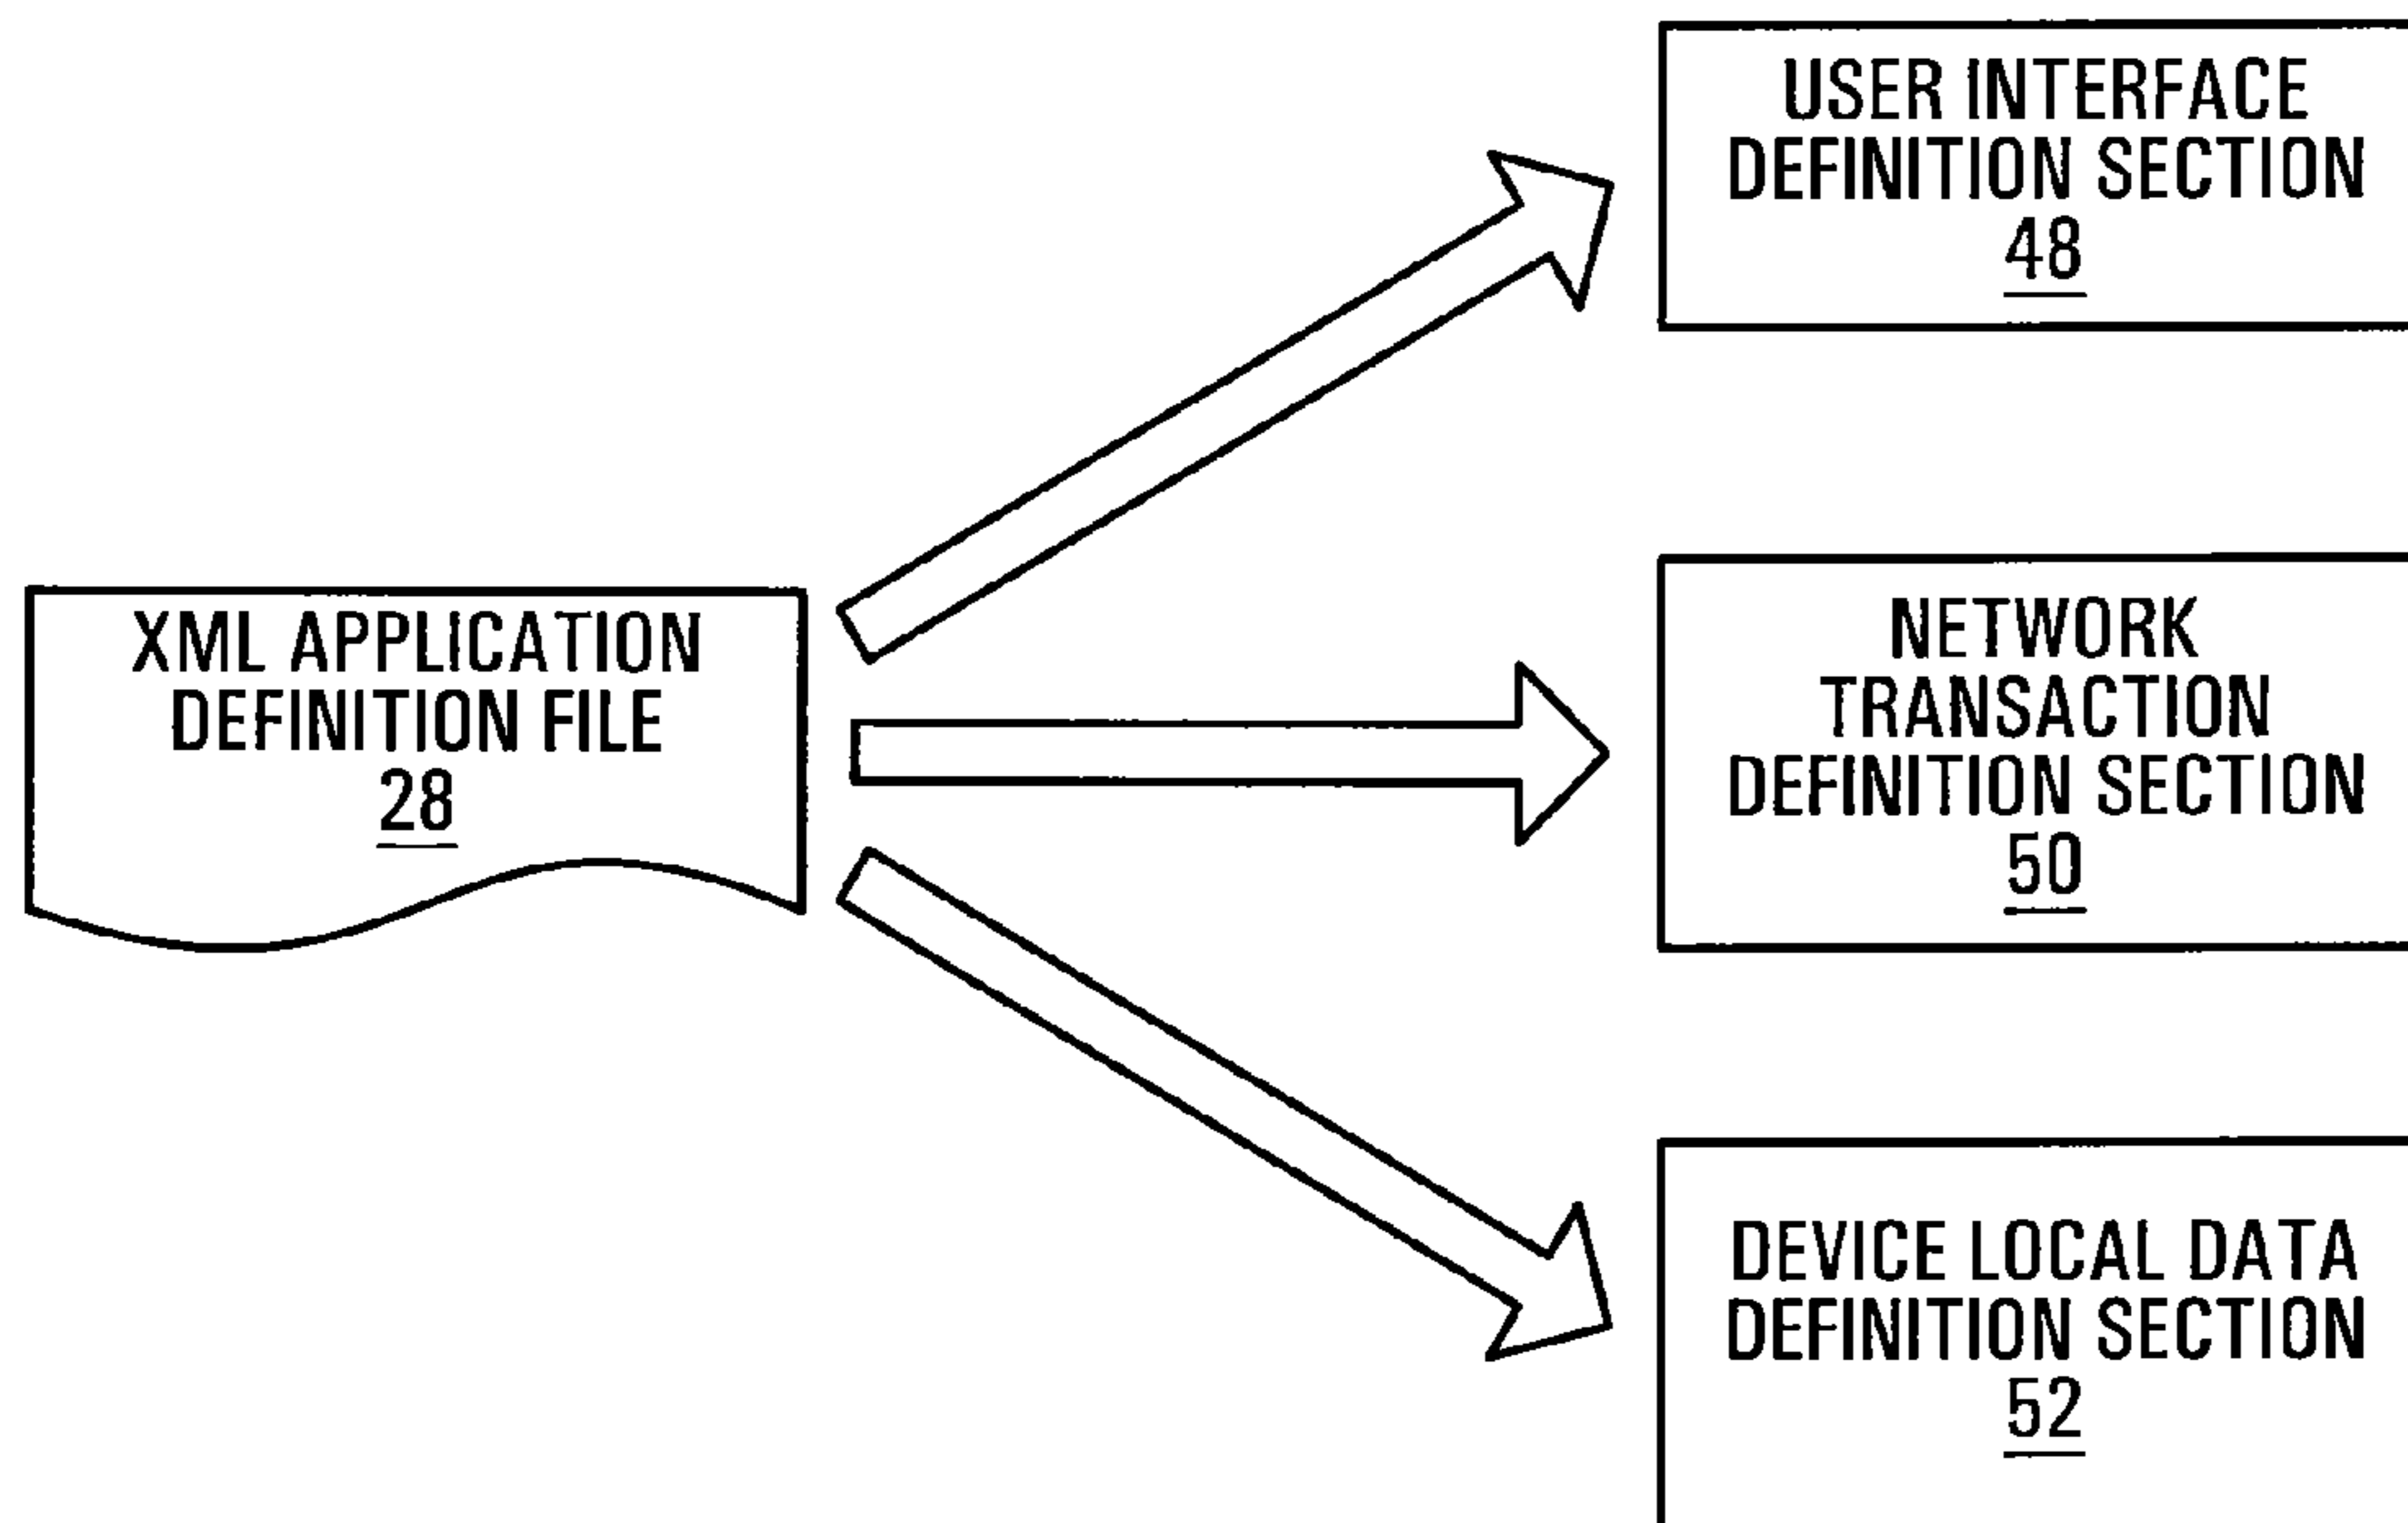 USER INTERFACE
DEFINITION SECTION
48
XML APPLICATION
DEFINITION FILE
28
NETWORK
TRANSACTION
DEFINITION SECTION
50
DEVICE LOCAL DATA
DEFINITION SECTION
52